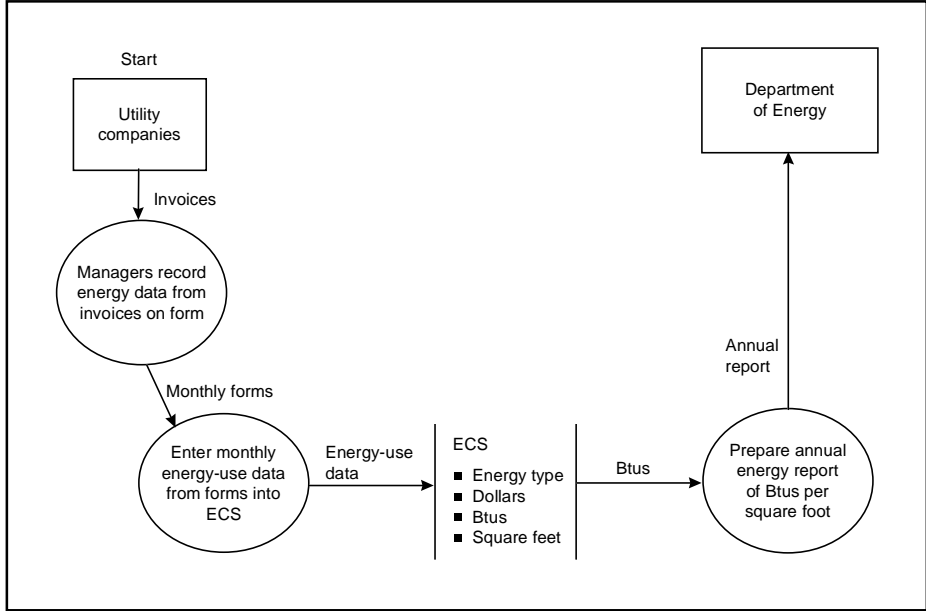 Start
Utility
companies
Invoices
Managers record
energy data from
invoices on form
Monthly forms
Enter monthly
energy-use data
from forms into
ECS
Energy-use
data
ECS
■ Energy type
■ Dollars
■ Btus
■ Square feet
Btus
Prepare annual
energy report
of Btus per
square foot
Annual
report
Department
of Energy